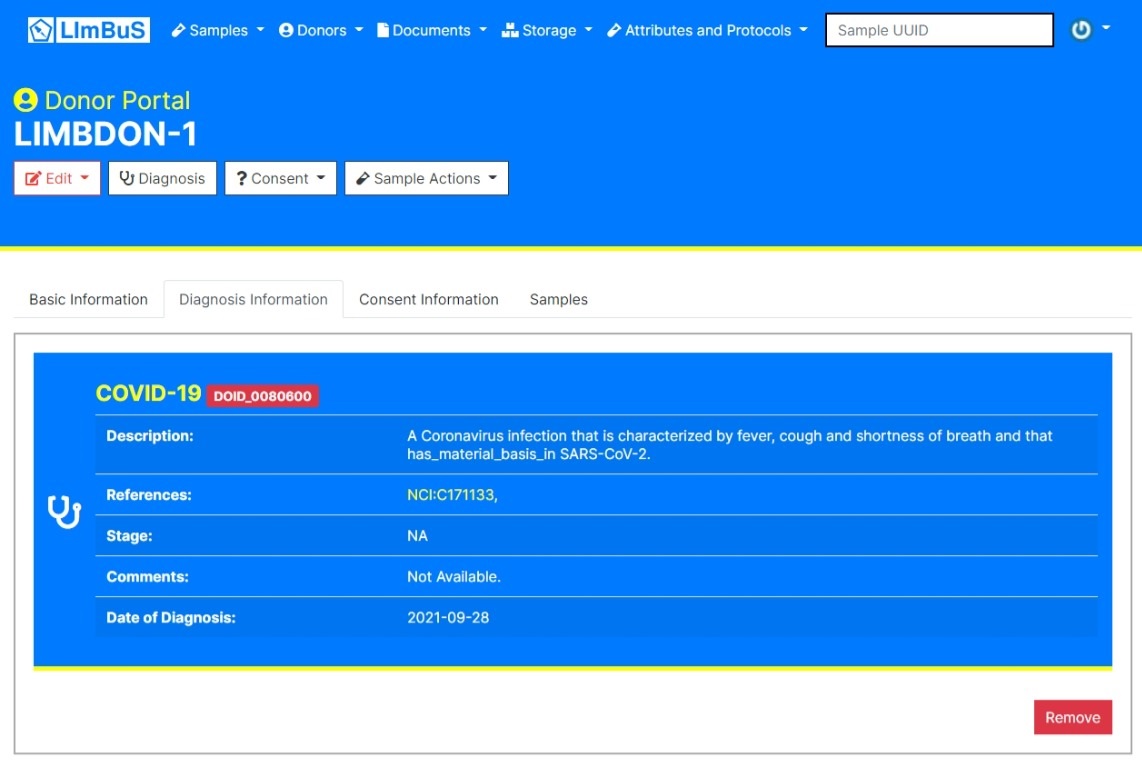 LImBuS Samples Donors Documents Storage Attributes and Protocols Sample UUID
Donor Portal
LIMBDON-1
Edit Diagnosis ? Consent Sample Actions
Basic Information Diagnosis Information Consent Information Samples
COVID-19 DOID_0080600
Description: A Coronavirus infection that is characterized by fever, cough and shortness of breath and that
has_material_basis_in SARS-CoV-2.
References: NCI:C171133,
Stage: NA
Comments: Not Available.
Date of Diagnosis: 2021-09-28
Remove